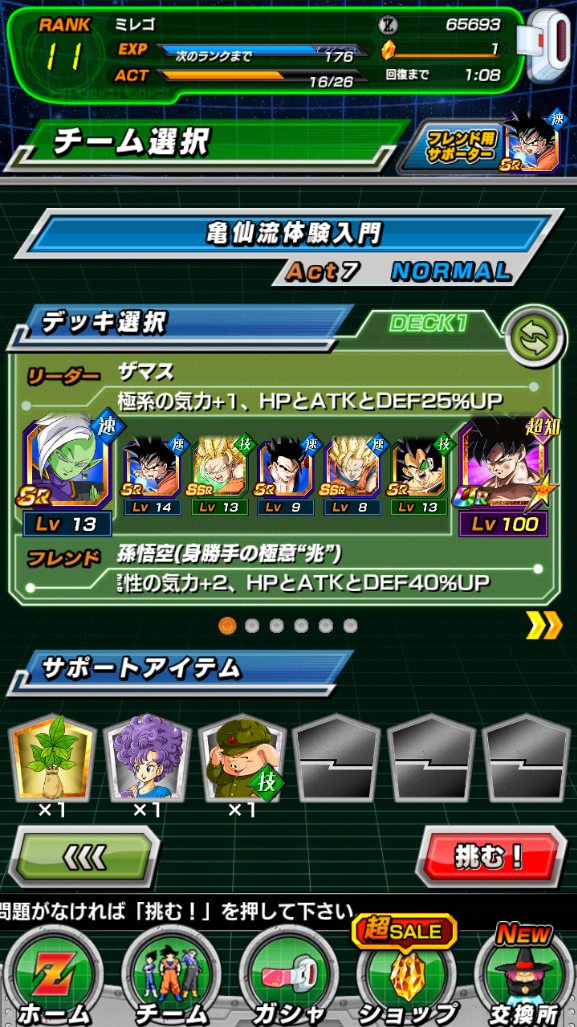 RANK ミレゴ 65693
11 EXP 次のランクまで 176 1
ACT 16/26 回復まで 1:08
チーム選択 フレンド用サポーター 速 SR
亀仙流体験入門
Act7 NORMAL
デッキ選択 DECK1
リーダー ザマス
極系の気力+1、HPとATKとDEF25%UP
速 速 技 速 速 技 超知
SR SR SSR SR SSR SR UR
Lv 13 Lv 14 Lv 13 Lv 9 Lv 8 Lv 13 Lv 100
フレンド 孫悟空(身勝手の極意“兆”)
性の気力+2、HPとATKとDEF40%UP
サポートアイテム
技
×1 ×1 ×1
挑む！
問題がなければ「挑む！」を押して下さい
超SALE NEW
ホーム チーム ガシャ ショップ 交換所